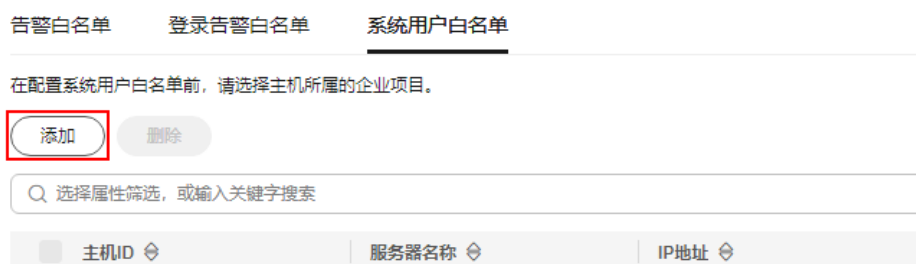 告警白名单 登录告警白名单 系统用户白名单
在配置系统用户白名单前，请选择主机所属的企业项目。
添加 删除
选择属性筛选，或输入关键字搜索
主机ID 服务器名称 IP地址